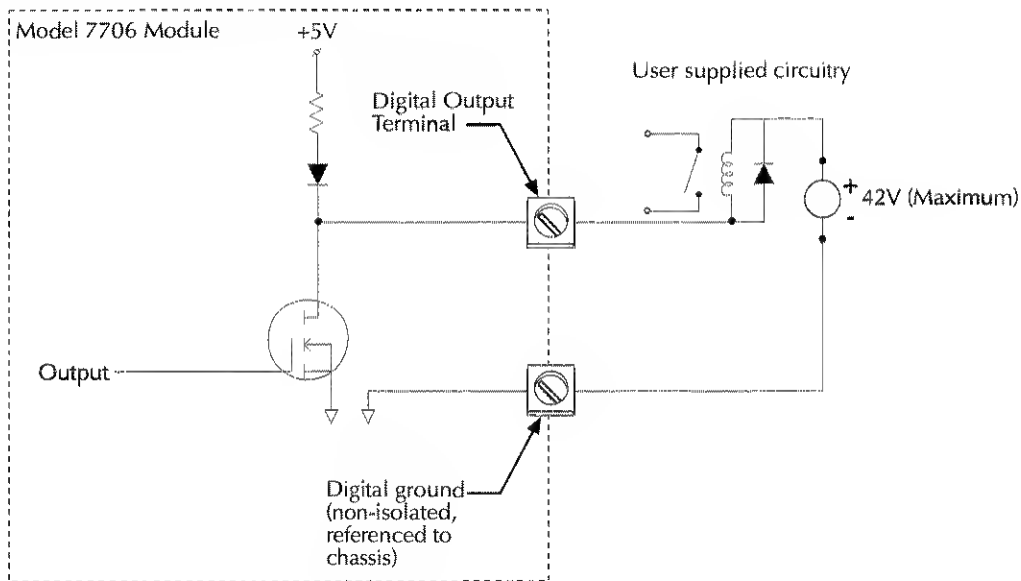 Model 7706 Module
+5V
User supplied circuitry
Digital Output
Terminal
+
42V (Maximum)
-
Output
Digital ground
(non-isolated,
referenced to
chassis)